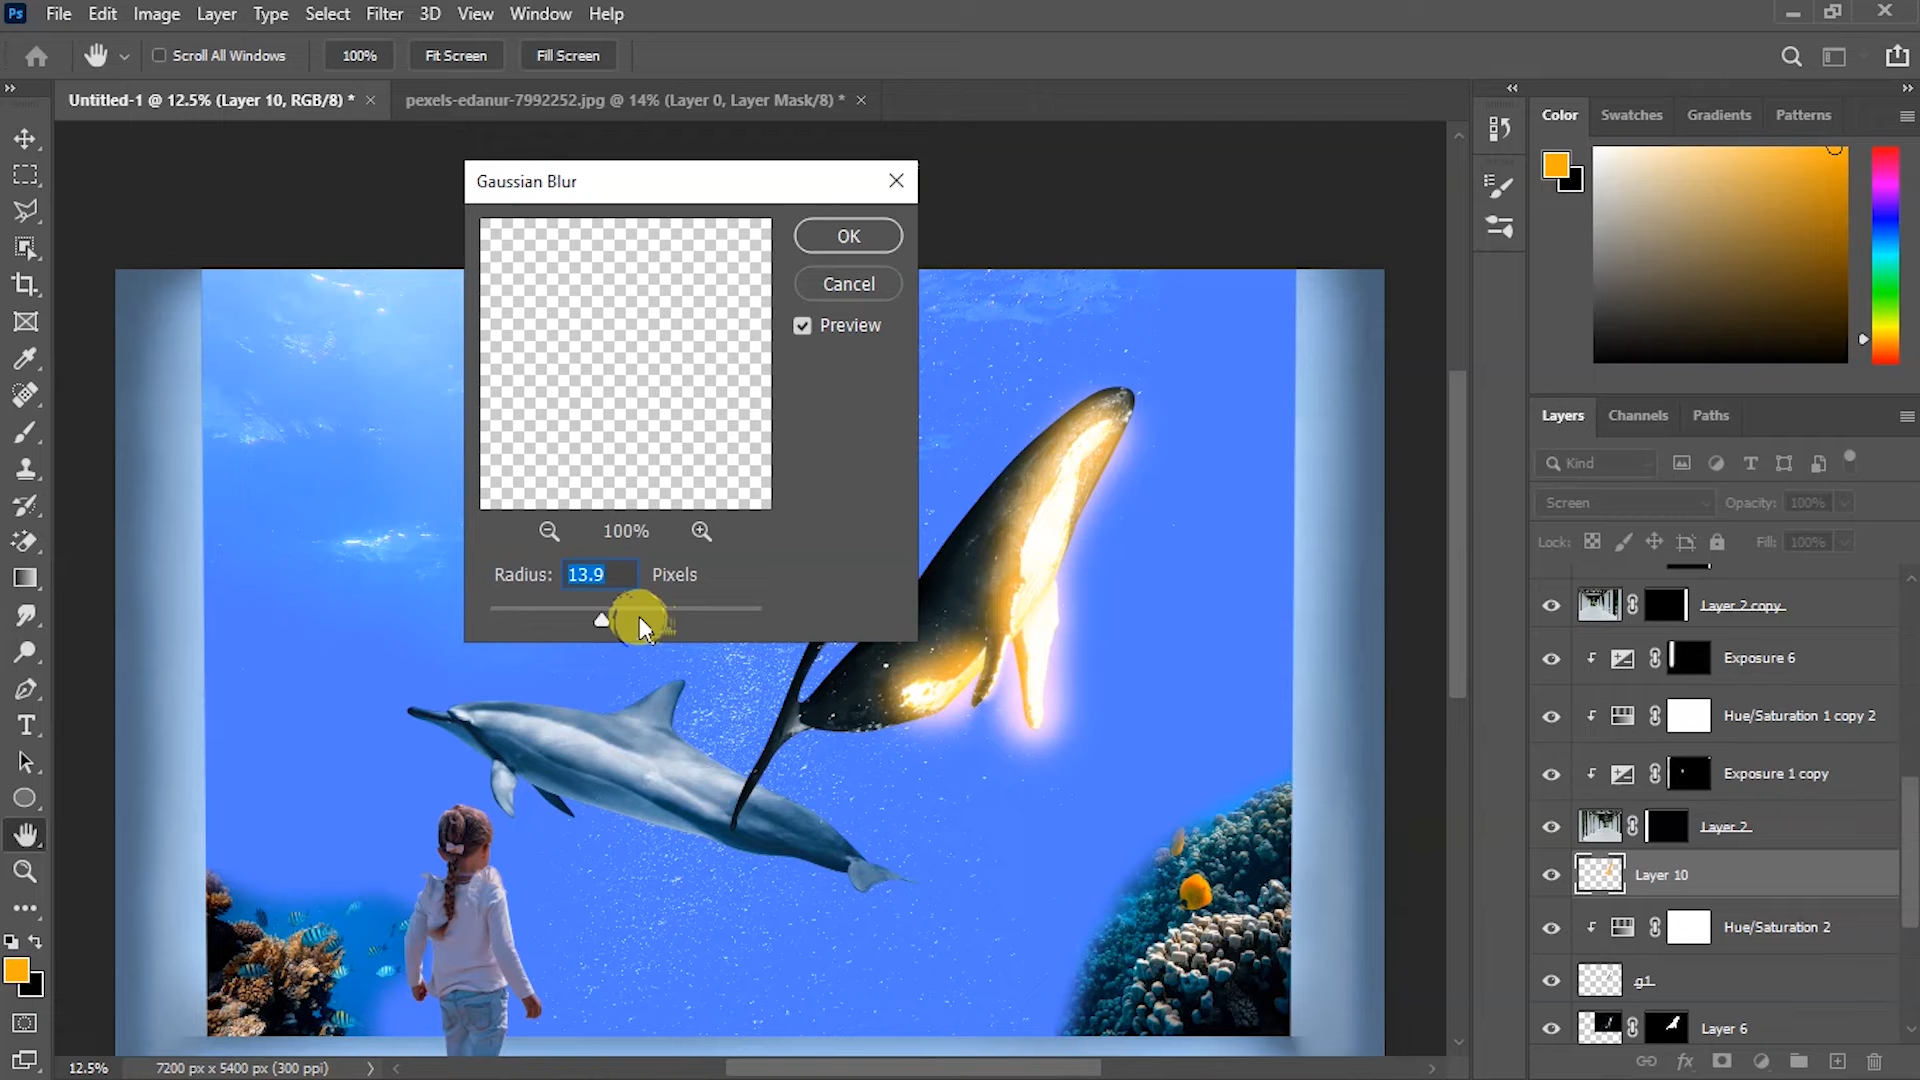 Ps File Edit Image Layer Type Select Filter 3D View Window Help
Scroll All Windows 100% Fit Screen Fill Screen
Untitled-1 @ 12.5% (Layer 10, RGB/8) * pexels-edanur-7992252.jpg @ 14% (Layer 0, Layer Mask/8) *
Color Swatches Gradients Patterns
Gaussian Blur
OK
Cancel
Preview
100%
Radius: 13.9 Pixels
Layers Channels Paths
Kind
Screen Opacity: 100%
Lock: Fill: 100%
Layer 2 copy
Exposure 6
Hue/Saturation 1 copy 2
Exposure 1 copy
Layer 2
Layer 10
Hue/Saturation 2
g1
Layer 6
fx
12.5% 7200 px x 5400 px (300 ppi)